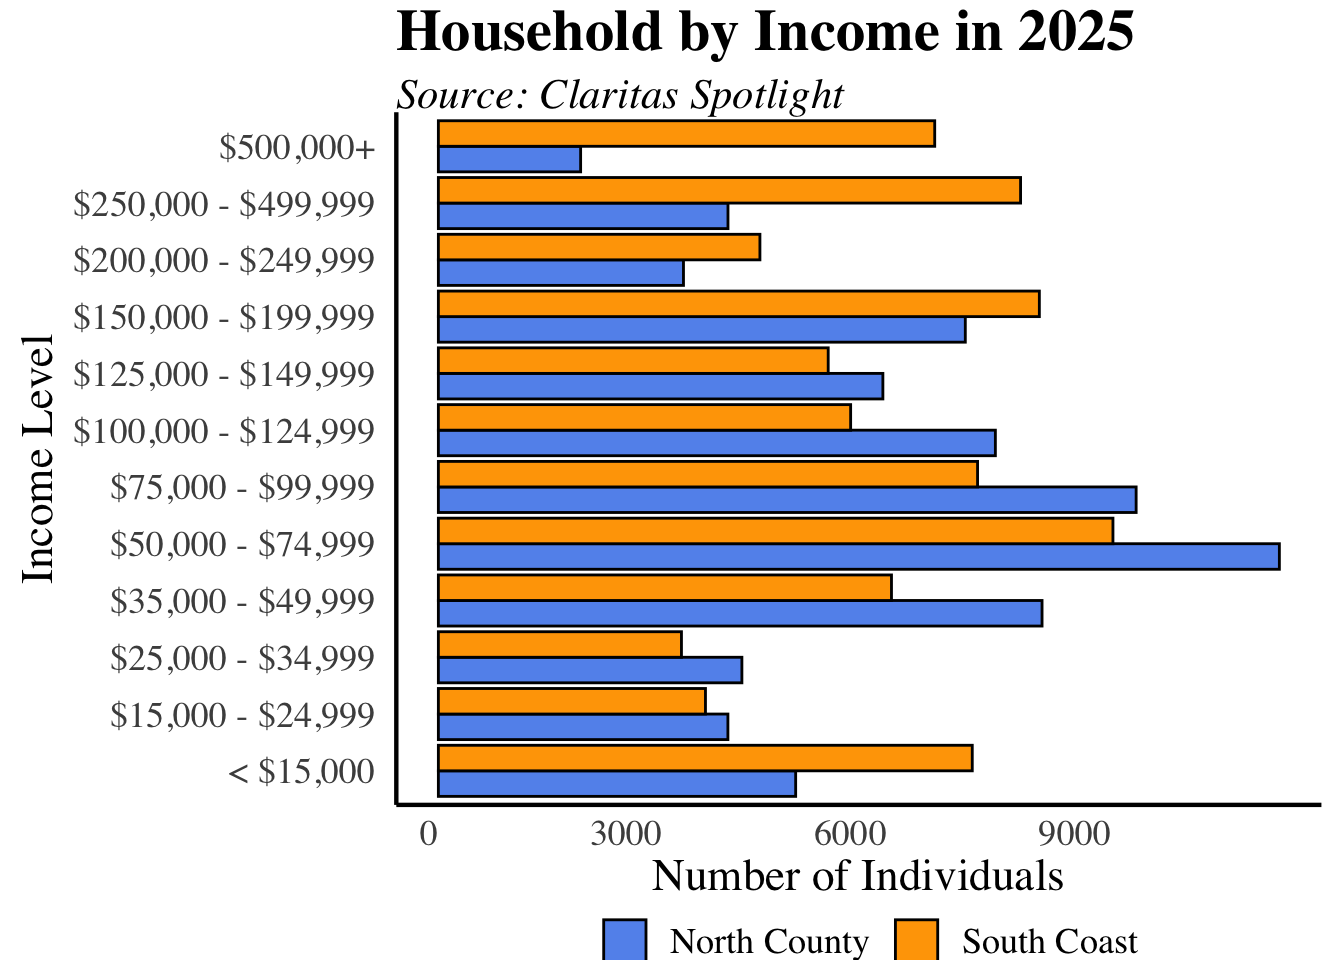 Household by Income in 2025
Source: Claritas Spotlight
$500,000+
$250,000 - $499,999
$200,000 - $249,999
$150,000 - $199,999
$125,000 - $149,999
$100,000 - $124,999
$75,000 - $99,999
$50,000 - $74,999
$35,000 - $49,999
$25,000 - $34,999
$15,000 - $24,999
< $15,000
Income Level
0 3000 6000 9000
Number of Individuals
North County South Coast